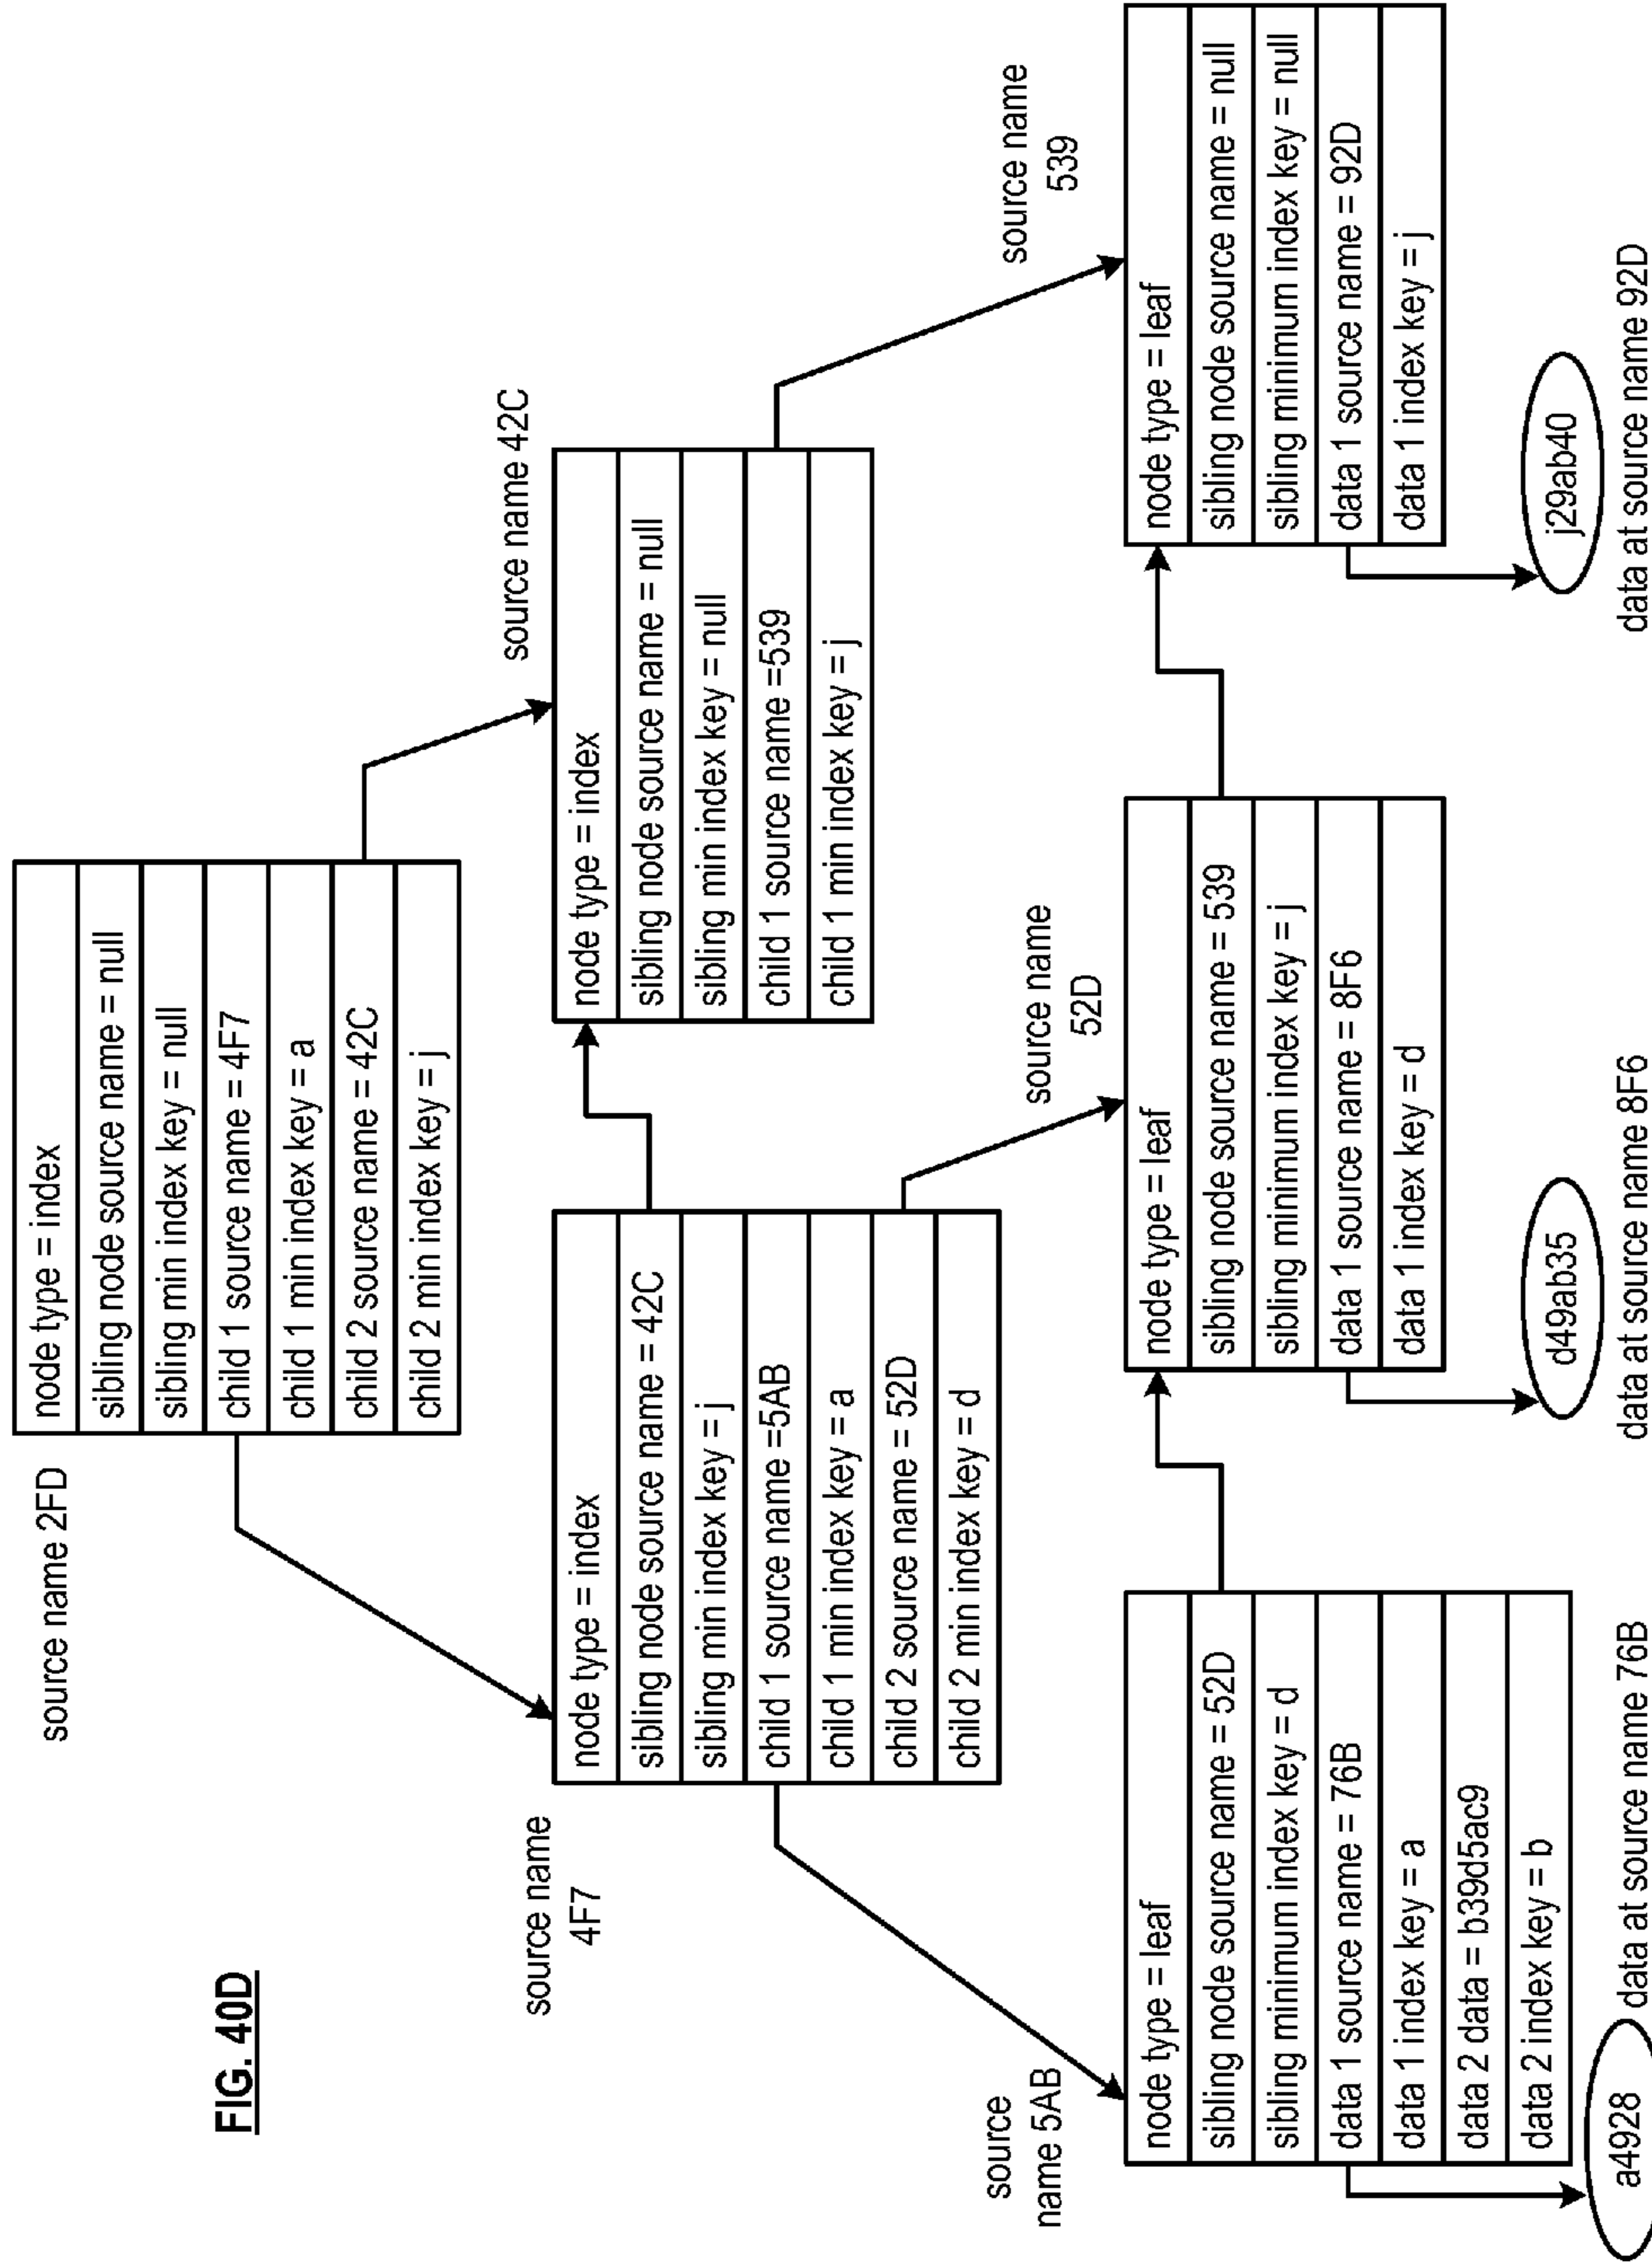 FIG. 40D
source name 2FD
node type = index
sibling node source name = null
sibling min index key = null
child 1 source name = 4F7
child 1 min index key = a
child 2 source name = 42C
child 2 min index key = j
source name
4F7
node type = index
sibling node source name = 42C
sibling min index key = j
child 1 source name =5AB
child 1 min index key = a
child 2 source name = 52D
child 2 min index key = d
source name 42C
node type = index
sibling node source name = null
sibling min index key = null
child 1 source name =539
child 1 min index key = j
source
name 5AB
node type = leaf
sibling node source name = 52D
sibling minimum index key = d
data 1 source name = 76B
data 1 index key = a
data 2 data = b39d5ac9
data 2 index key = b
a4928
data at source name 76B
source name
52D
node type = leaf
sibling node source name = 539
sibling minimum index key = j
data 1 source name = 8F6
data 1 index key = d
d49ab35
data at source name 8F6
source name
539
node type = leaf
sibling node source name = null
sibling minimum index key = null
data 1 source name = 92D
data 1 index key = j
j29ab40
data at source name 92D